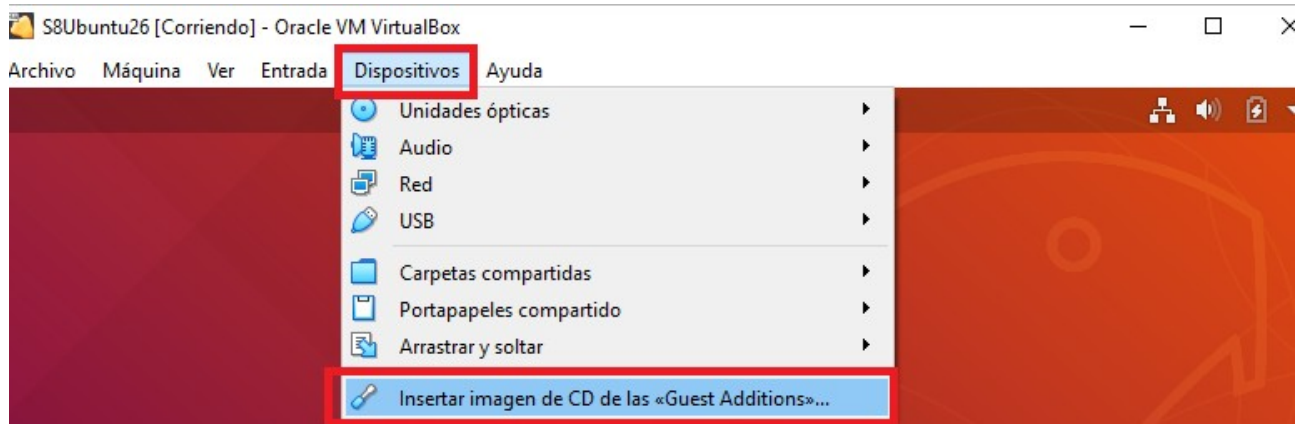 S8Ubuntu26 [Corriendo] - Oracle VM VirtualBox
Archivo Máquina Ver Entrada Dispositivos Ayuda
Unidades ópticas
Audio
Red
USB
Carpetas compartidas
Portapapeles compartido
Arrastrar y soltar
Insertar imagen de CD de las «Guest Additions»...